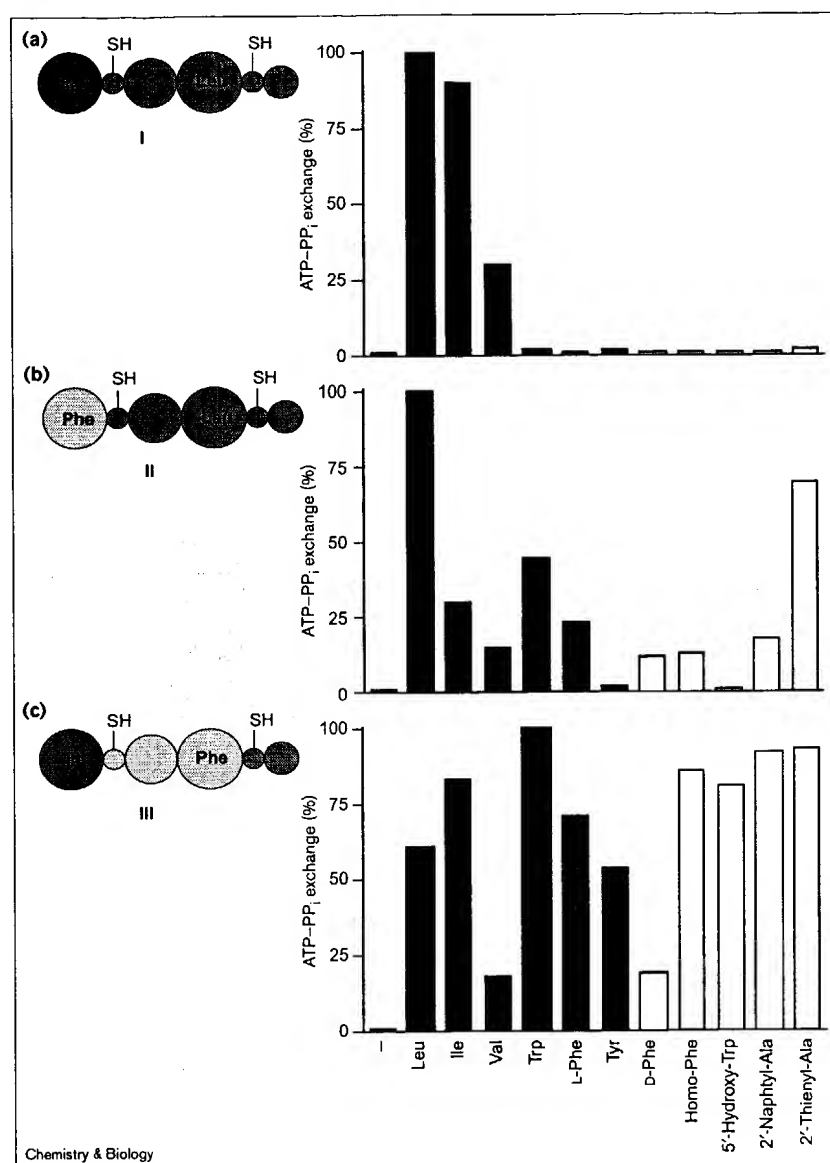 (a)
SH
SH
I
ATP–PPi exchange (%)
100
75
50
25
0
(b)
SH
SH
Phe
II
ATP–PPi exchange (%)
100
75
50
25
0
(c)
SH
SH
Phe
III
ATP–PPi exchange (%)
100
75
50
25
0
–
Leu
Ile
Val
Trp
L-Phe
Tyr
D-Phe
Homo-Phe
5′-Hydroxy-Trp
2′-Naphtyl-Ala
2′-Thienyl-Ala
Chemistry & Biology